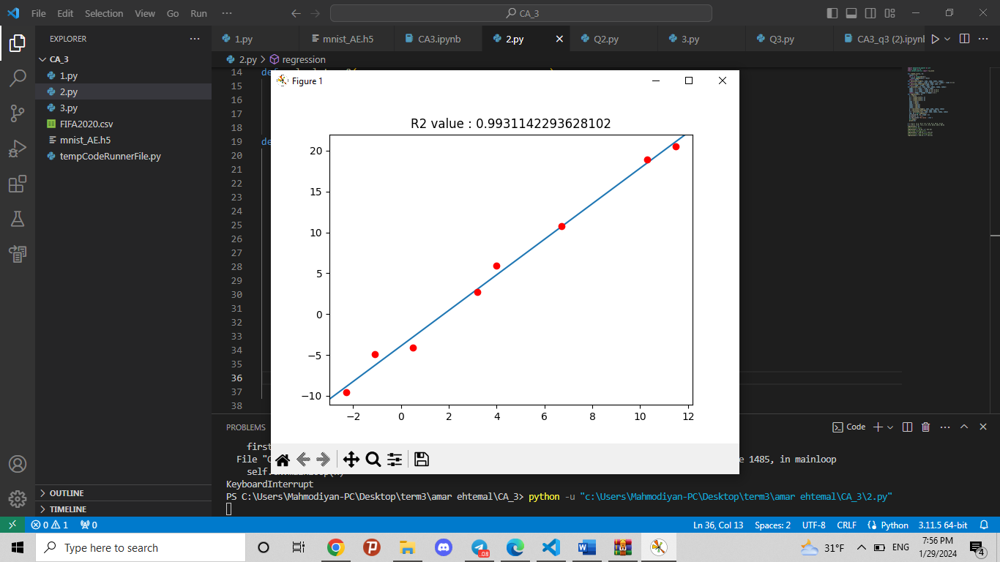 File Edit Selection View Go Run ··· CA_3
EXPLORER ···
1.py mnist_AE.h5 CA3.ipynb 2.py Q2.py 3.py Q3.py CA3_q3 (2).ipynb
2.py > regression
CA_3
1.py
2.py
3.py
FIFA2020.csv
mnist_AE.h5
tempCodeRunnerFile.py
OUTLINE
TIMELINE
14
15
16
17
18
19
20
21
22
23
24
25
26
27
28
29
30
31
32
33
34
35
36
37
38
Figure 1
R2 value : 0.9931142293628102
20
15
10
5
0
−5
−10
−2 0 2 4 6 8 10 12
PROBLEMS
Code
first
File "C
e 1485, in mainloop
KeyboardInterrupt
PS C:\Users\Mahmodiyan-PC\Desktop\term3\amar ehtemal\CA_3> python -u "c:\Users\Mahmodiyan-PC\Desktop\term3\amar ehtemal\CA_3\2.py"
0 1 0 Ln 36, Col 13 Spaces: 2 UTF-8 CRLF Python 3.11.5 64-bit
Type here to search
.08
31°F ENG
7:56 PM
1/29/2024
4